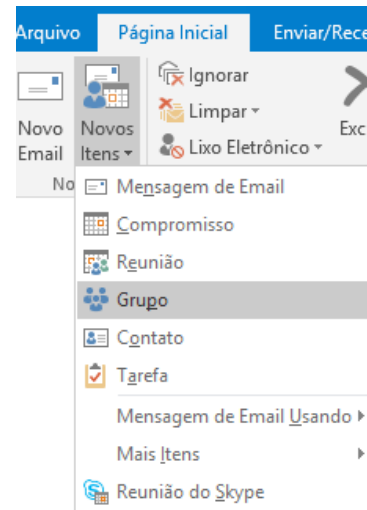 Arquivo Página Inicial Enviar/Rece
Ignorar
Limpar
Lixo Eletrônico
Novo Email
Novos Itens
Exc
No
Mensagem de Email
Compromisso
Reunião
Grupo
Contato
Tarefa
Mensagem de Email Usando
Mais Itens
Reunião do Skype